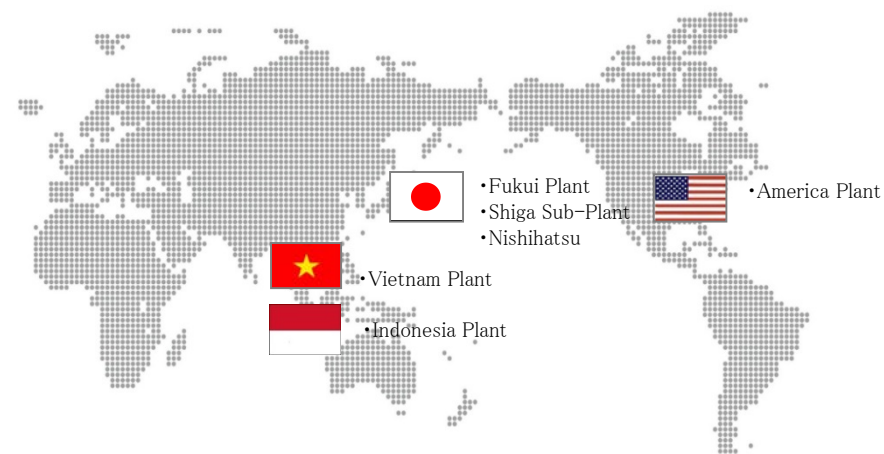 ・Fukui Plant
・Shiga Sub-Plant
・Nishihatsu
・America Plant
・Vietnam Plant
・Indonesia Plant